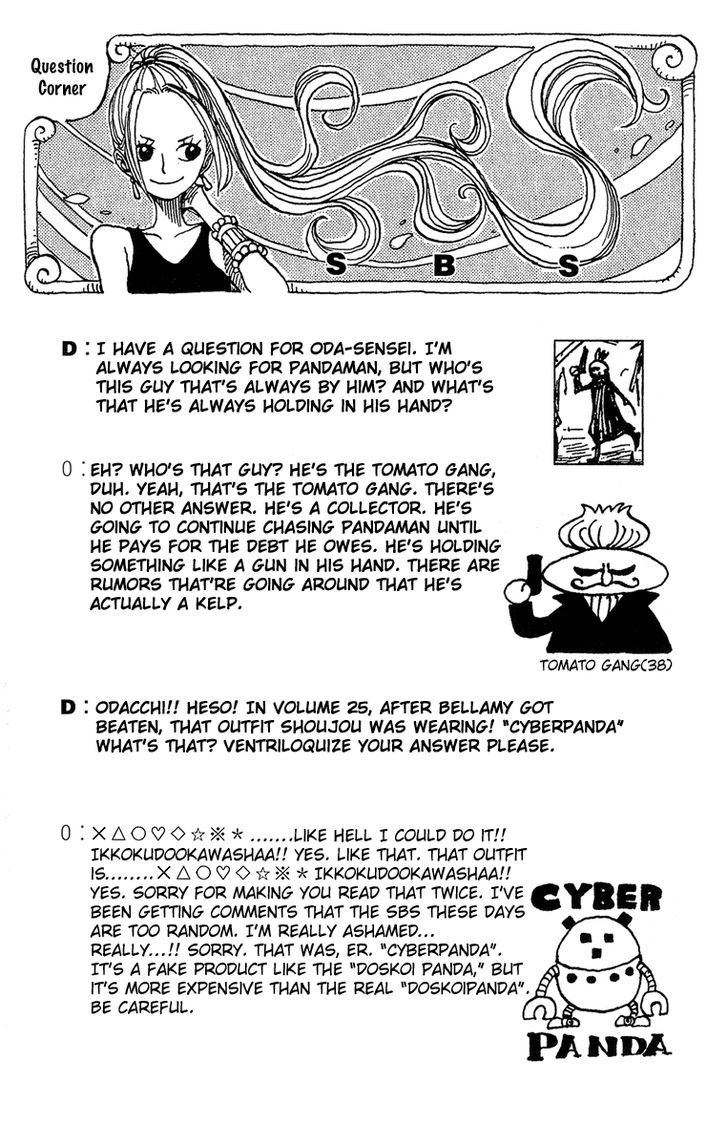 Question
Corner
S B S
D : I HAVE A QUESTION FOR ODA-SENSEI. I'M
ALWAYS LOOKING FOR PANDAMAN, BUT WHO'S
THIS GUY THAT'S ALWAYS BY HIM? AND WHAT'S
THAT HE'S ALWAYS HOLDING IN HIS HAND?
O : EH? WHO'S THAT GUY? HE'S THE TOMATO GANG,
DUH. YEAH, THAT'S THE TOMATO GANG. THERE'S
NO OTHER ANSWER. HE'S A COLLECTOR. HE'S
GOING TO CONTINUE CHASING PANDAMAN UNTIL
HE PAYS FOR THE DEBT HE OWES. HE'S HOLDING
SOMETHING LIKE A GUN IN HIS HAND. THERE ARE
RUMORS THAT'RE GOING AROUND THAT HE'S
ACTUALLY A KELP.
TOMATO GANG(38)
D : ODACCHI!! HESO! IN VOLUME 25, AFTER BELLAMY GOT
BEATEN, THAT OUTFIT SHOUJOU WAS WEARING! "CYBERPANDA"
WHAT'S THAT? VENTRILOQUIZE YOUR ANSWER PLEASE.
O : ×△○♡◇☆※＊.......LIKE HELL I COULD DO IT!!
IKKOKUDOOKAWASHAA!! YES. LIKE THAT. THAT OUTFIT
IS........×△○♡◇☆※＊IKKOKUDOOKAWASHAA!!
YES. SORRY FOR MAKING YOU READ THAT TWICE. I'VE
BEEN GETTING COMMENTS THAT THE SBS THESE DAYS
ARE TOO RANDOM. I'M REALLY ASHAMED...
REALLY...!! SORRY. THAT WAS, ER. "CYBERPANDA".
IT'S A FAKE PRODUCT LIKE THE "DOSKOI PANDA," BUT
IT'S MORE EXPENSIVE THAN THE REAL "DOSKOIPANDA".
BE CAREFUL.
CYBER
PANDA